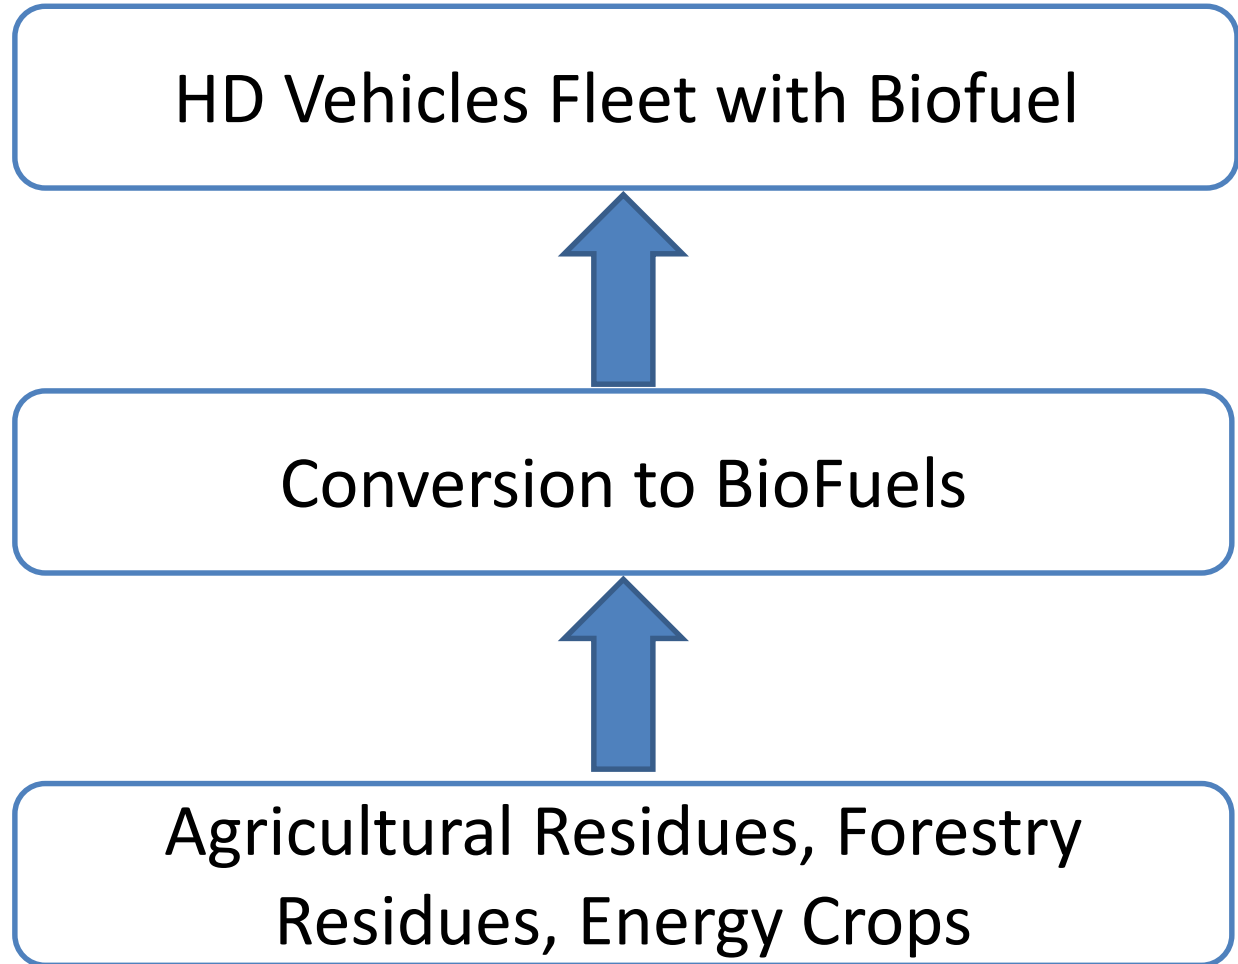 HD Vehicles Fleet with Biofuel
Conversion to BioFuels
Agricultural Residues, Forestry
Residues, Energy Crops